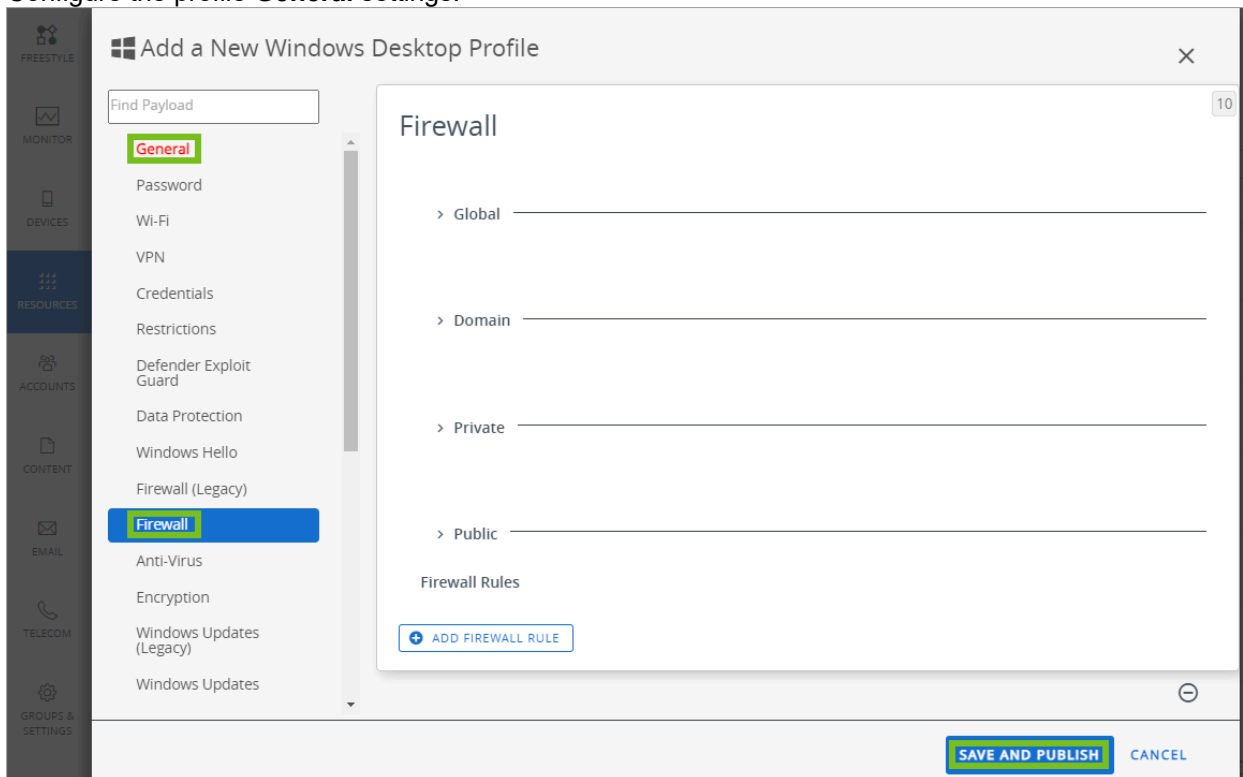 Configure the profile General settings.
Add a New Windows Desktop Profile
FREESTYLE
MONITOR
DEVICES
RESOURCES
ACCOUNTS
CONTENT
EMAIL
TELECOM
GROUPS &
SETTINGS
Find Payload
General
Password
Wi-Fi
VPN
Credentials
Restrictions
Defender Exploit
Guard
Data Protection
Windows Hello
Firewall (Legacy)
Firewall
Anti-Virus
Encryption
Windows Updates
(Legacy)
Windows Updates
10
Firewall
Global
Domain
Private
Public
Firewall Rules
ADD FIREWALL RULE
SAVE AND PUBLISH
CANCEL